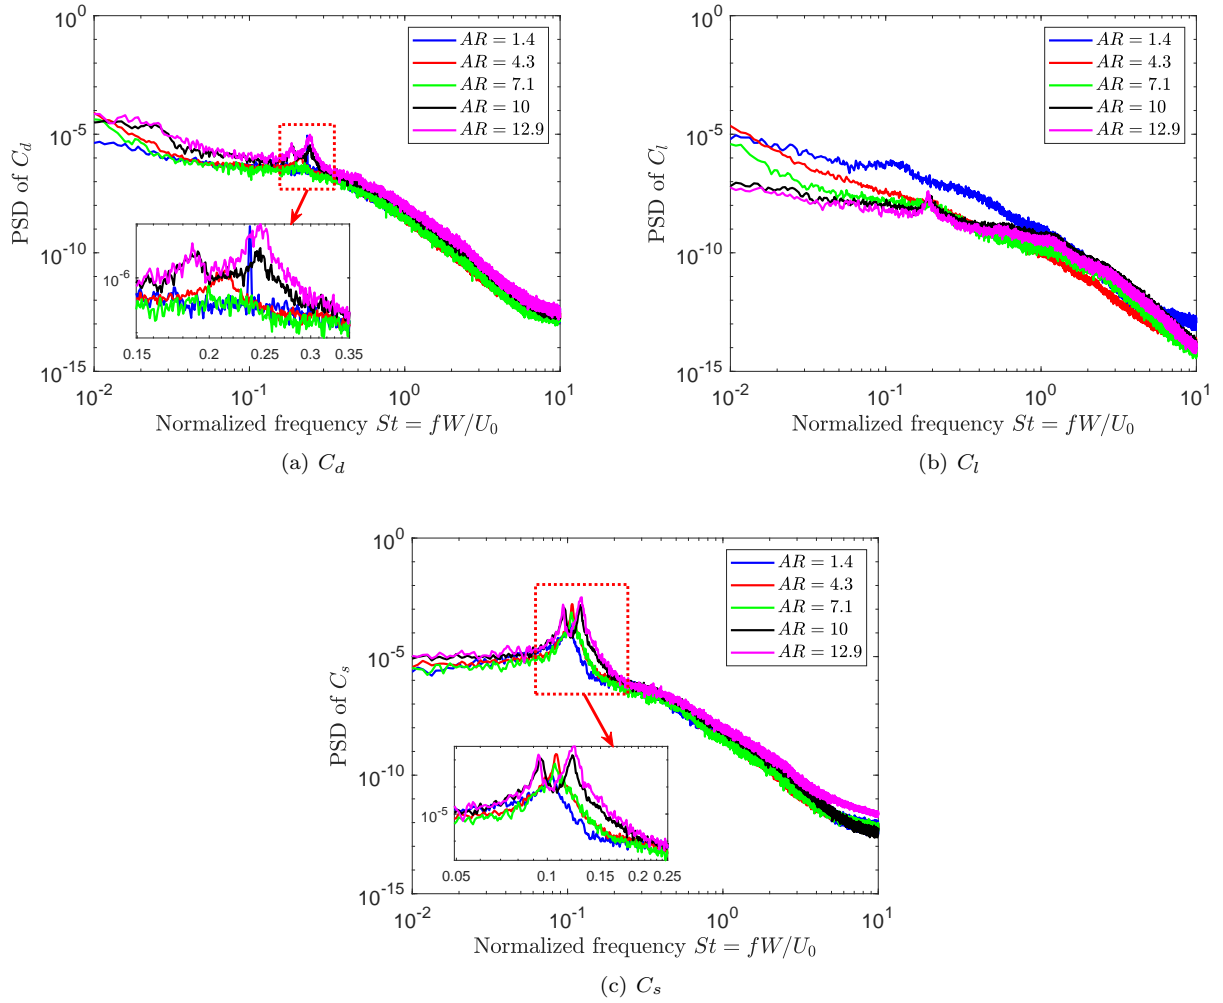 10^0
10^-5
10^-10
10^-15
PSD of C_d
AR = 1.4
AR = 4.3
AR = 7.1
AR = 10
AR = 12.9
10^-6
0.15 0.2 0.25 0.3 0.35
10^-2 10^-1 10^0 10^1
Normalized frequency St = fW/U_0
(a) C_d
10^0
10^-5
10^-10
10^-15
PSD of C_l
AR = 1.4
AR = 4.3
AR = 7.1
AR = 10
AR = 12.9
10^-2 10^-1 10^0 10^1
Normalized frequency St = fW/U_0
(b) C_l
10^0
10^-5
10^-10
10^-15
PSD of C_s
AR = 1.4
AR = 4.3
AR = 7.1
AR = 10
AR = 12.9
10^-5
0.05 0.1 0.15 0.2 0.25
10^-2 10^-1 10^0 10^1
Normalized frequency St = fW/U_0
(c) C_s